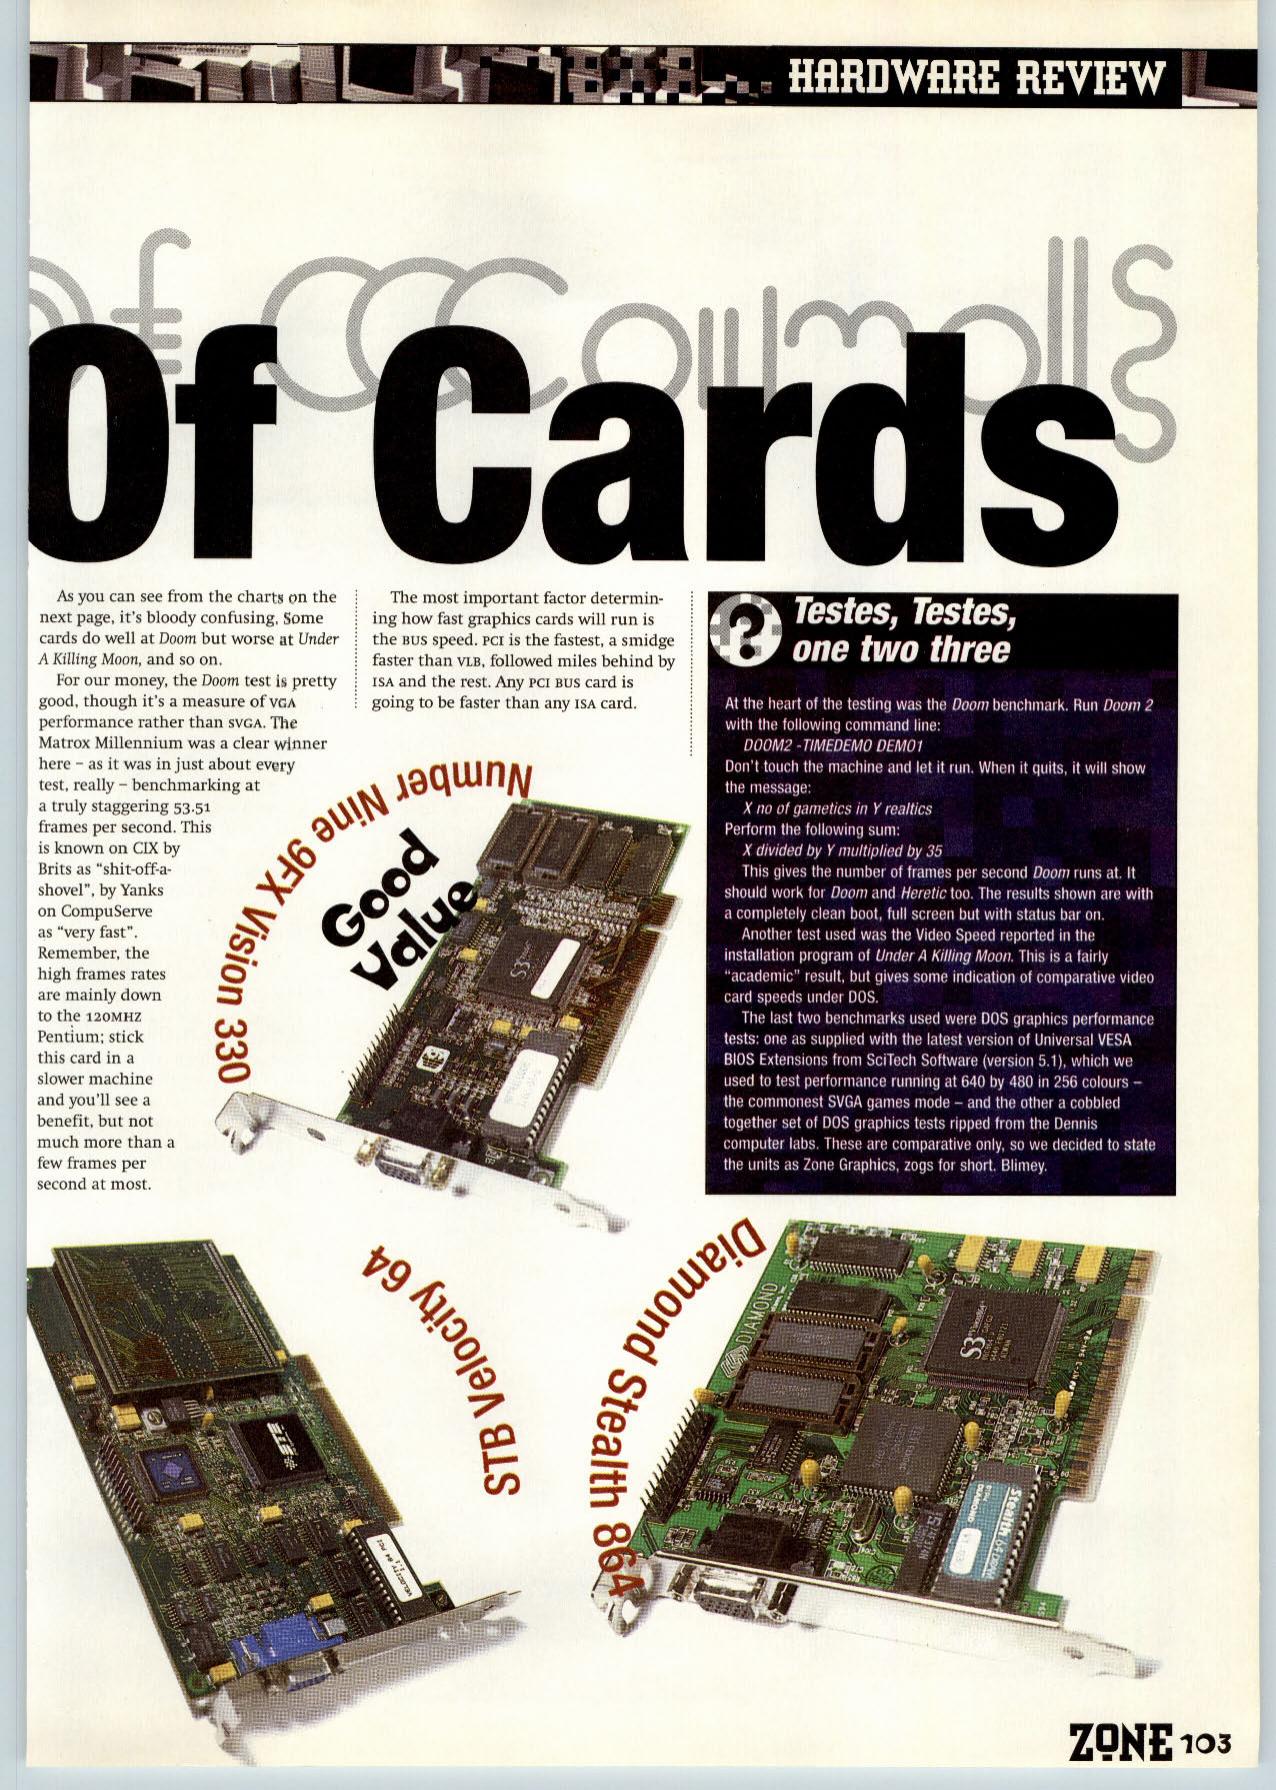 HARDWARE REVIEW
Of Cards
As you can see from the charts on the
next page, it's bloody confusing. Some
cards do well at Doom but worse at Under
A Killing Moon, and so on.
For our money, the Doom test is pretty
good, though it's a measure of VGA
performance rather than SVGA. The
Matrox Millennium was a clear winner
here – as it was in just about every
test, really – benchmarking at
a truly staggering 53.51
frames per second. This
is known on CIX by
Brits as "shit-off-a-
shovel", by Yanks
on CompuServe
as "very fast".
Remember, the
high frames rates
are mainly down
to the 120MHZ
Pentium; stick
this card in a
slower machine
and you'll see a
benefit, but not
much more than a
few frames per
second at most.
The most important factor determin-
ing how fast graphics cards will run is
the BUS speed. PCI is the fastest, a smidge
faster than VLB, followed miles behind by
ISA and the rest. Any PCI BUS card is
going to be faster than any ISA card.
Testes, Testes,
one two three
At the heart of the testing was the Doom benchmark. Run Doom 2
with the following command line:
DOOM2 -TIMEDEMO DEMO1
Don't touch the machine and let it run. When it quits, it will show
the message:
X no of gametics in Y realtics
Perform the following sum:
X divided by Y multiplied by 35
This gives the number of frames per second Doom runs at. It
should work for Doom and Heretic too. The results shown are with
a completely clean boot, full screen but with status bar on.
Another test used was the Video Speed reported in the
installation program of Under A Killing Moon. This is a fairly
"academic" result, but gives some indication of comparative video
card speeds under DOS.
The last two benchmarks used were DOS graphics performance
tests: one as supplied with the latest version of Universal VESA
BIOS Extensions from SciTech Software (version 5.1), which we
used to test performance running at 640 by 480 in 256 colours –
the commonest SVGA games mode – and the other a cobbled
together set of DOS graphics tests ripped from the Dennis
computer labs. These are comparative only, so we decided to state
the units as Zone Graphics, zogs for short. Blimey.
Number Nine 9FX Vision 330
Good
Value
S3
STB Velocity 64
STB
VELOCITY 64 PCI
Diamond Stealth 864
DIAMOND
S3
Stealth
ZONE 103